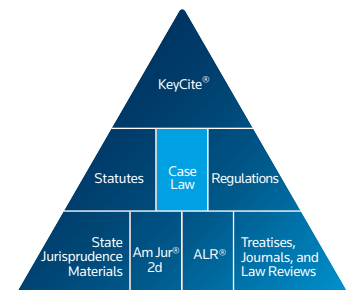 KeyCite®
Statutes
Case
Law
Regulations
State
Jurisprudence
Materials
Am Jur®
2d
ALR®
Treatises,
Journals, and
Law Reviews